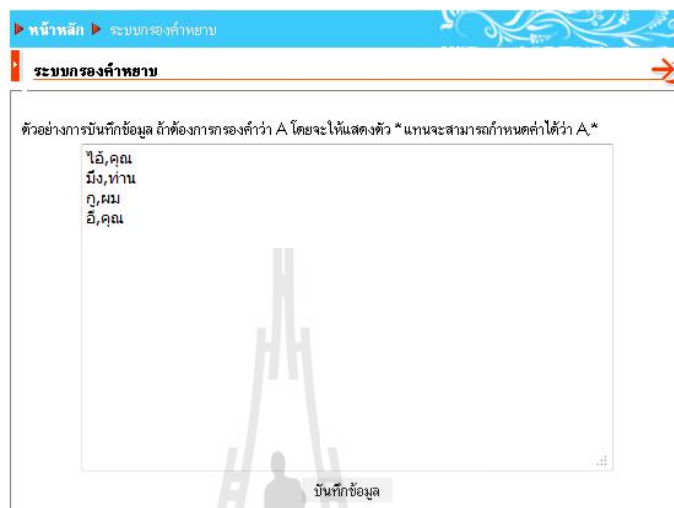 หน้าหลัก ระบบกรองคำหยาบ
ระบบกรองคำหยาบ
ตัวอย่างการบันทึกข้อมูล ถ้าต้องการกรองคำว่า A โดยจะให้แสดงตัว * แทนจะสามารถกำหนดค่าได้ว่า A,*
ไอ้,คุณ
มึง,ท่าน
กู,ผม
อี,คุณ
บันทึกข้อมูล